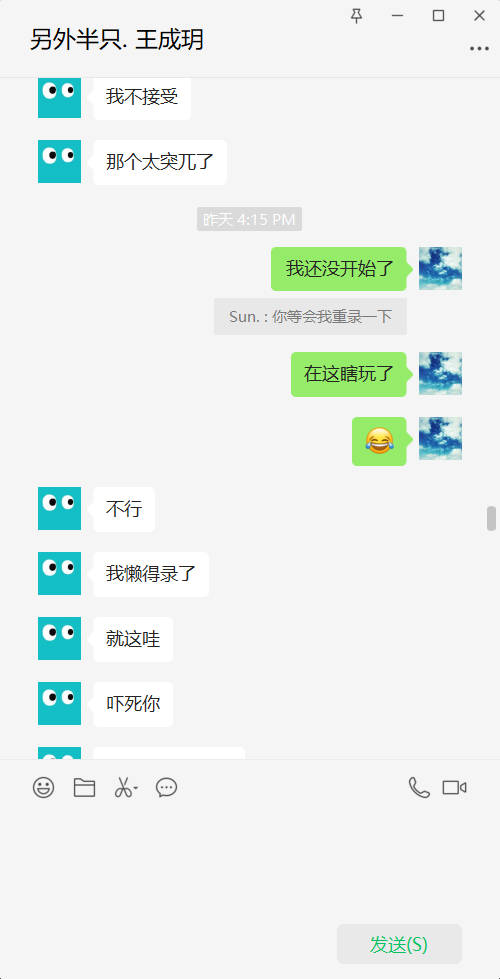 另外半只. 王成玥
我不接受
那个太突兀了
昨天 4:15 PM
我还没开始了
Sun. : 你等会我重录一下
在这瞎玩了
不行
我懒得录了
就这哇
吓死你
发送(S)